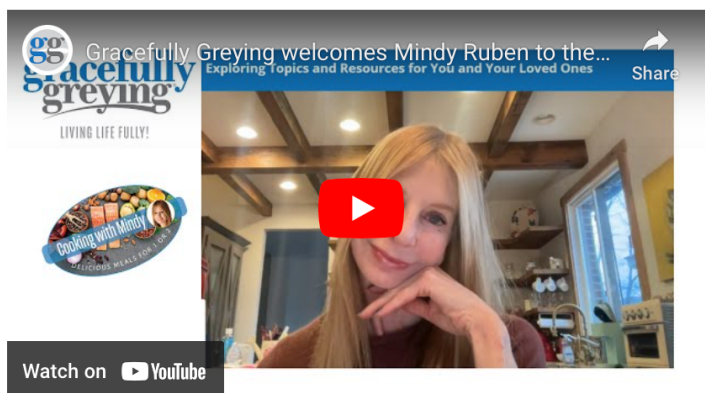 gg
Gracefully Greying welcomes Mindy Ruben to the...
Share
gracefully
greying
LIVING LIFE FULLY!
Exploring Topics and Resources for You and Your Loved Ones
Cooking with Mindy
DELICIOUS MEALS FOR 1 OR 2
Watch on YouTube